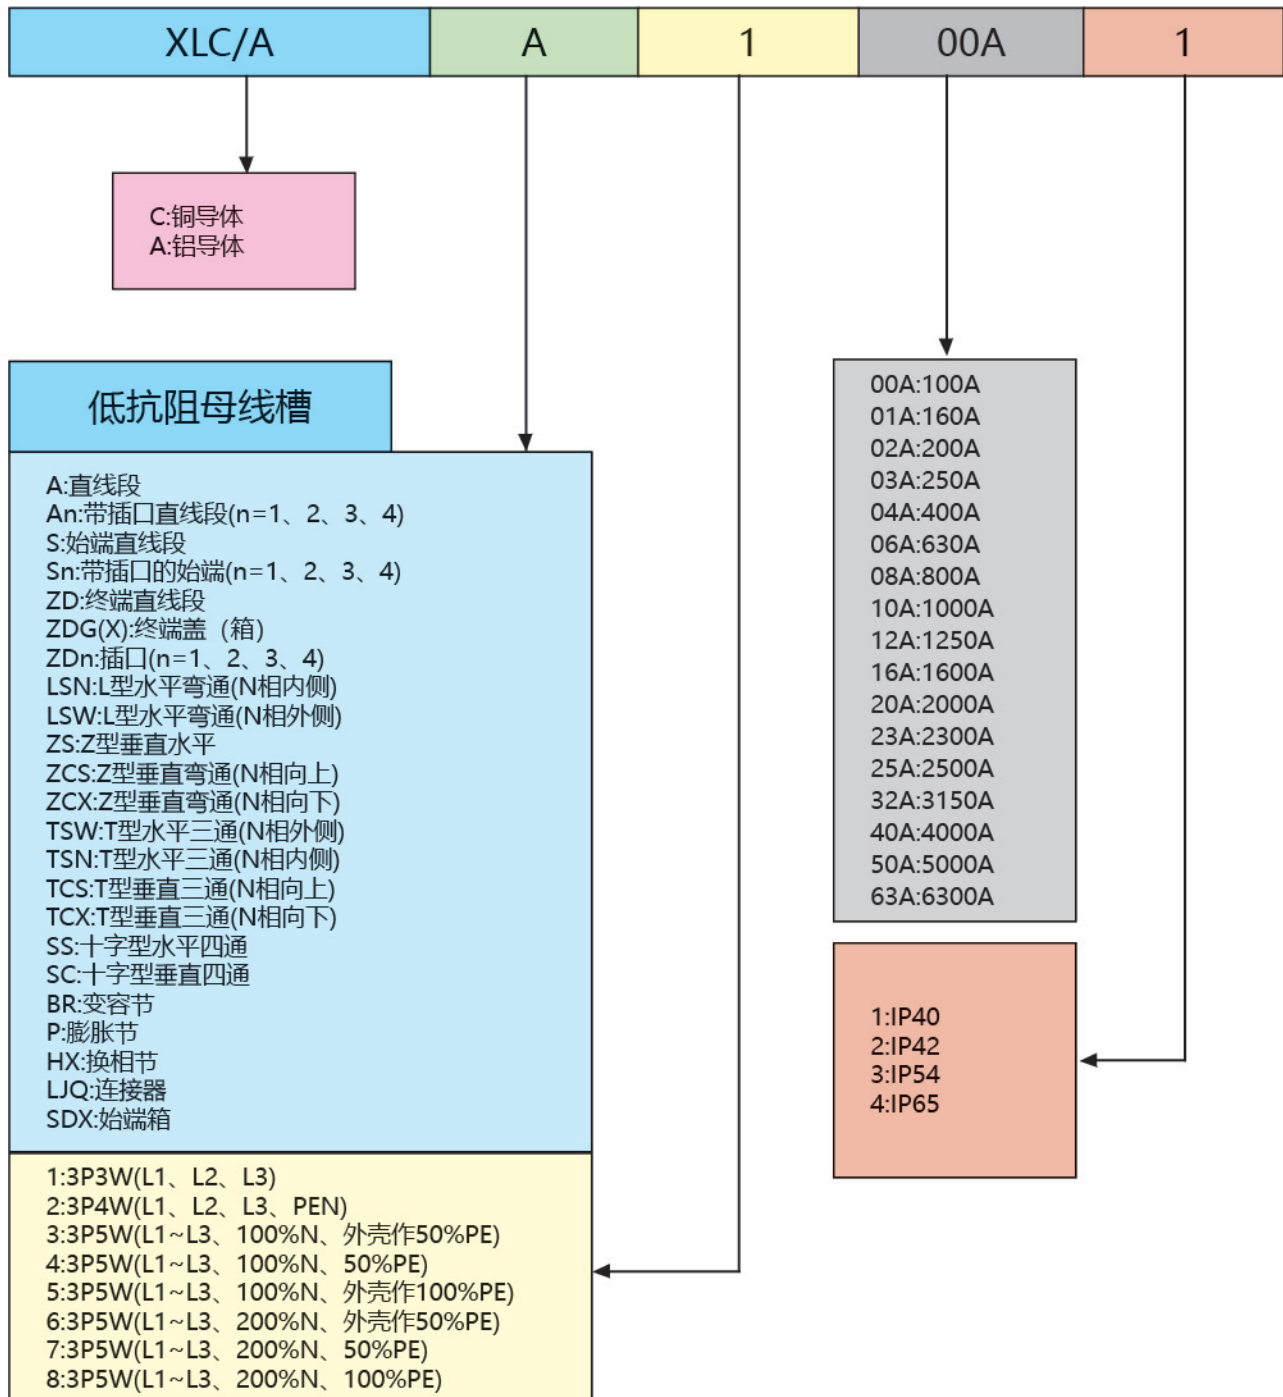 XLC/A A 1 00A 1
C:铜导体
A:铝导体
低抗阻母线槽
A:直线段
An:带插口直线段(n=1、2、3、4)
S:始端直线段
Sn:带插口的始端(n=1、2、3、4)
ZD:终端直线段
ZDG(X):终端盖（箱）
ZDn:插口(n=1、2、3、4)
LSN:L型水平弯通(N相内侧)
LSW:L型水平弯通(N相外侧)
ZS:Z型垂直水平
ZCS:Z型垂直弯通(N相向上)
ZCX:Z型垂直弯通(N相向下)
TSW:T型水平三通(N相外侧)
TSN:T型水平三通(N相内侧)
TCS:T型垂直三通(N相向上)
TCX:T型垂直三通(N相向下)
SS:十字型水平四通
SC:十字型垂直四通
BR:变容节
P:膨胀节
HX:换相节
LJQ:连接器
SDX:始端箱
1:3P3W(L1、L2、L3)
2:3P4W(L1、L2、L3、PEN)
3:3P5W(L1~L3、100%N、外壳作50%PE)
4:3P5W(L1~L3、100%N、50%PE)
5:3P5W(L1~L3、100%N、外壳作100%PE)
6:3P5W(L1~L3、200%N、外壳作50%PE)
7:3P5W(L1~L3、200%N、50%PE)
8:3P5W(L1~L3、200%N、100%PE)
00A:100A
01A:160A
02A:200A
03A:250A
04A:400A
06A:630A
08A:800A
10A:1000A
12A:1250A
16A:1600A
20A:2000A
23A:2300A
25A:2500A
32A:3150A
40A:4000A
50A:5000A
63A:6300A
1:IP40
2:IP42
3:IP54
4:IP65